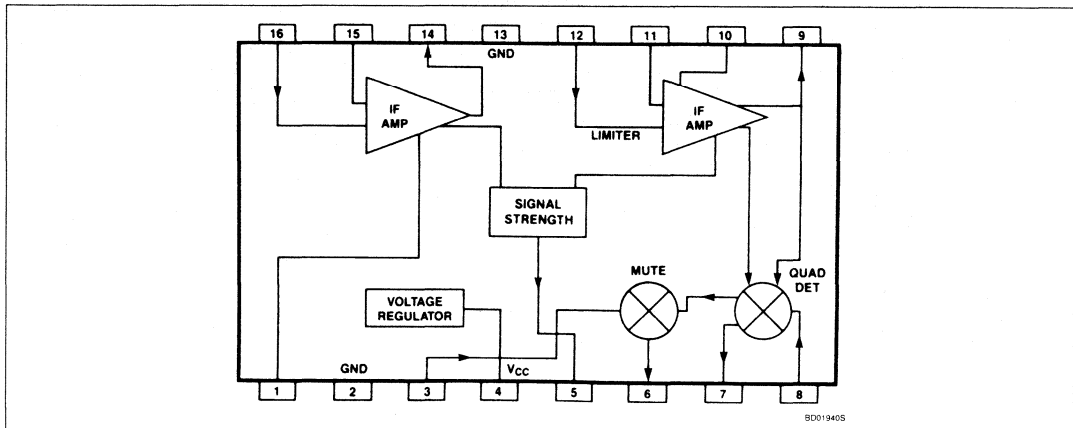 16 15 14 13 12 11 10 9
GND
IF
AMP
IF
AMP
LIMITER
SIGNAL
STRENGTH
MUTE
QUAD
DET
VOLTAGE
REGULATOR
GND
VCC
1 2 3 4 5 6 7 8
BD01940S